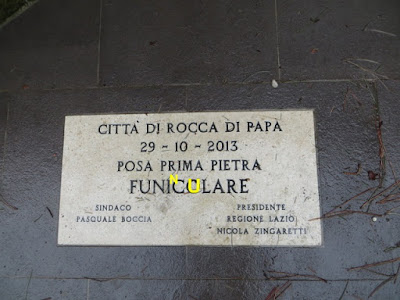 CITTÀ DI ROCCA DI PAPA
29 - 10 - 2013
POSA PRIMA PIETRA
N U
FUNICULARE
SINDACO
PASQUALE BOCCIA
PRESIDENTE
REGIONE LAZIO
NICOLA ZINGARETTI